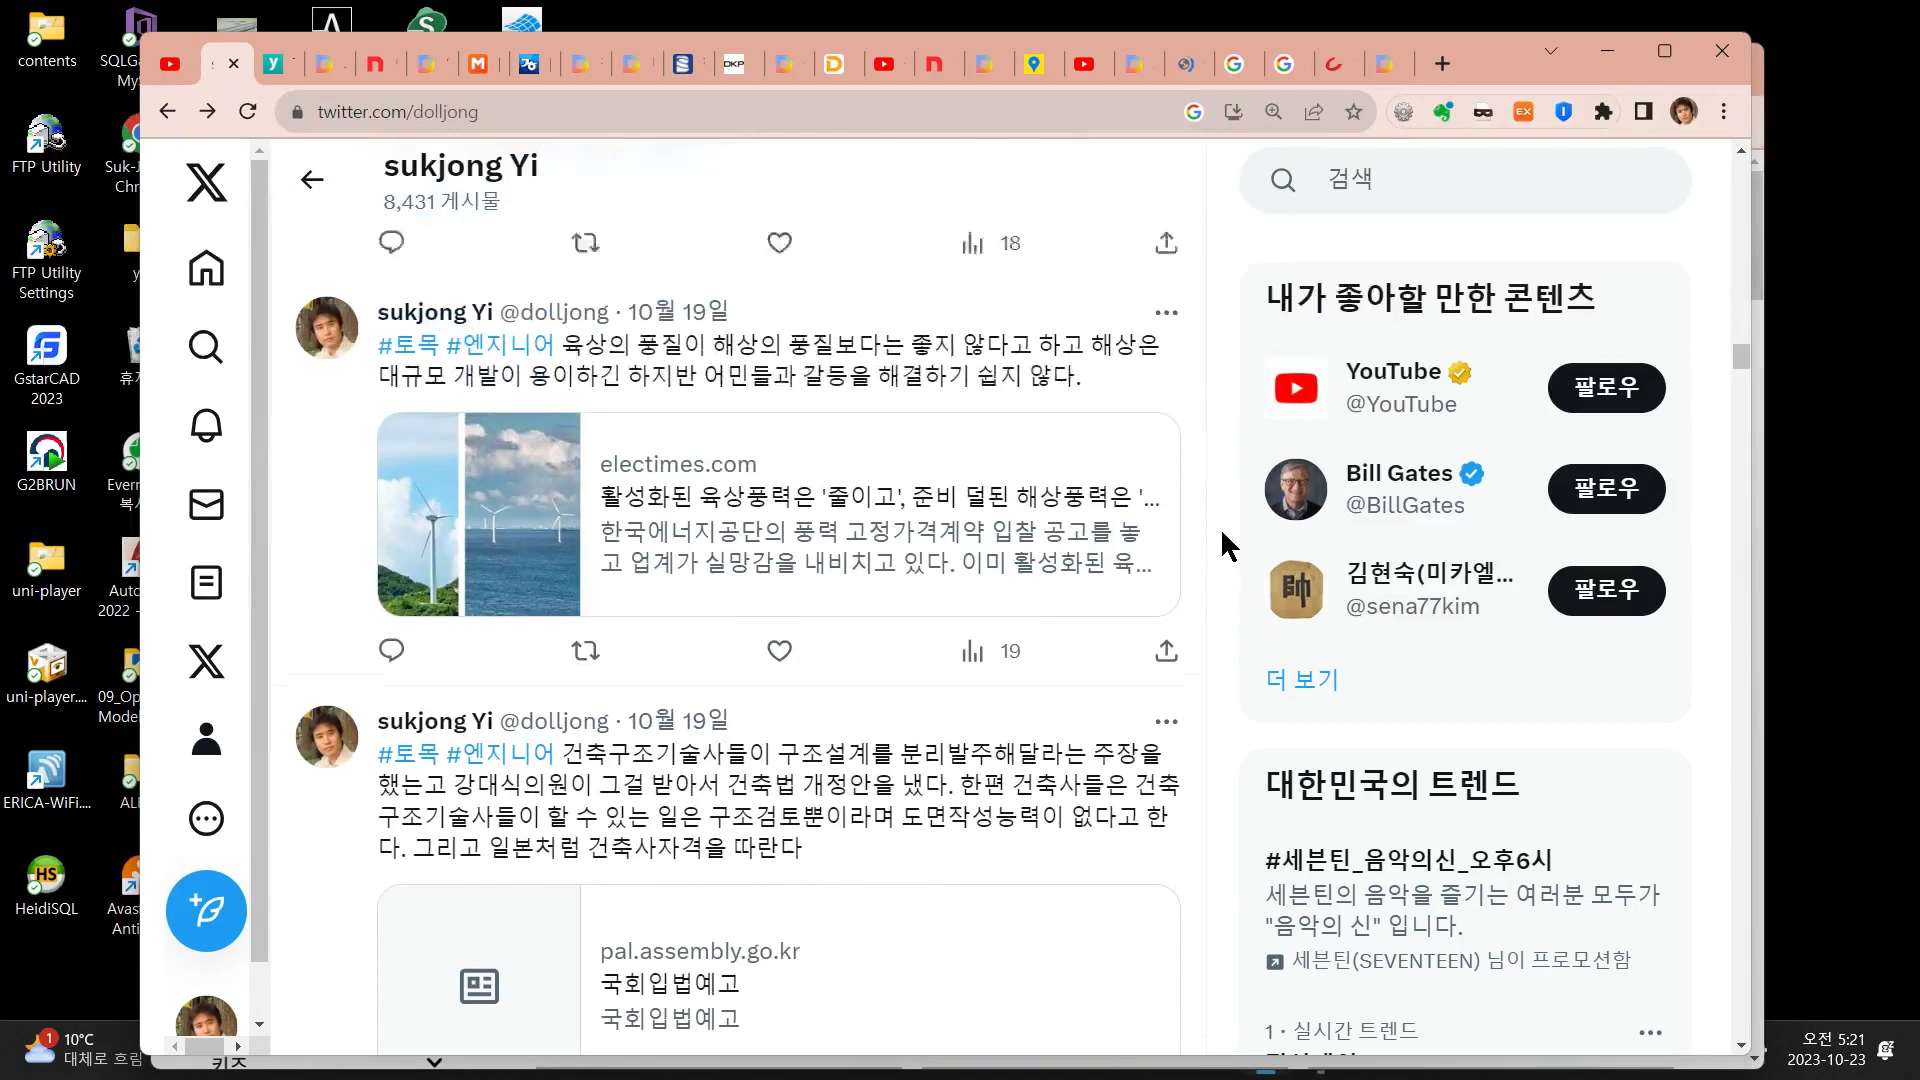 contents
SQLGa
My
FTP Utility
Suk-J
Chr
FTP Utility
Settings
y
GstarCAD
2023
휴
G2BRUN
Evern
복사
uni-player
Auto
2022 -
uni-player....
09_Op
Mode
ERICA-WiFi....
AL
HeidiSQL
Avas
Anti
twitter.com/dolljong
sukjong Yi
8,431 게시물
18
sukjong Yi @dolljong · 10월 19일
#토목 #엔지니어 육상의 풍질이 해상의 풍질보다는 좋지 않다고 하고 해상은
대규모 개발이 용이하긴 하지반 어민들과 갈등을 해결하기 쉽지 않다.
electimes.com
활성화된 육상풍력은 '줄이고', 준비 덜된 해상풍력은 '...
한국에너지공단의 풍력 고정가격계약 입찰 공고를 놓
고 업계가 실망감을 내비치고 있다. 이미 활성화된 육...
19
sukjong Yi @dolljong · 10월 19일
#토목 #엔지니어 건축구조기술사들이 구조설계를 분리발주해달라는 주장을
했는고 강대식의원이 그걸 받아서 건축법 개정안을 냈다. 한편 건축사들은 건축
구조기술사들이 할 수 있는 일은 구조검토뿐이라며 도면작성능력이 없다고 한
다. 그리고 일본처럼 건축사자격을 따란다
pal.assembly.go.kr
국회입법예고
국회입법예고
검색
내가 좋아할 만한 콘텐츠
YouTube
@YouTube
팔로우
Bill Gates
@BillGates
팔로우
김현숙(미카엘...
@sena77kim
팔로우
더 보기
대한민국의 트렌드
#세븐틴_음악의신_오후6시
세븐틴의 음악을 즐기는 여러분 모두가
"음악의 신" 입니다.
세븐틴(SEVENTEEN) 님이 프로모션함
1 · 실시간 트렌드
1
10°C
대체로 흐림
오전 5:21
2023-10-23